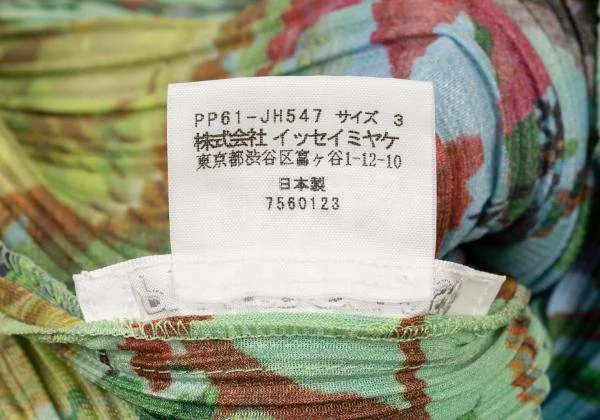 PP61-JH547 サイズ 3
株式会社 イッセイミヤケ
東京都渋谷区富ヶ谷1-12-10
日本製
7560123